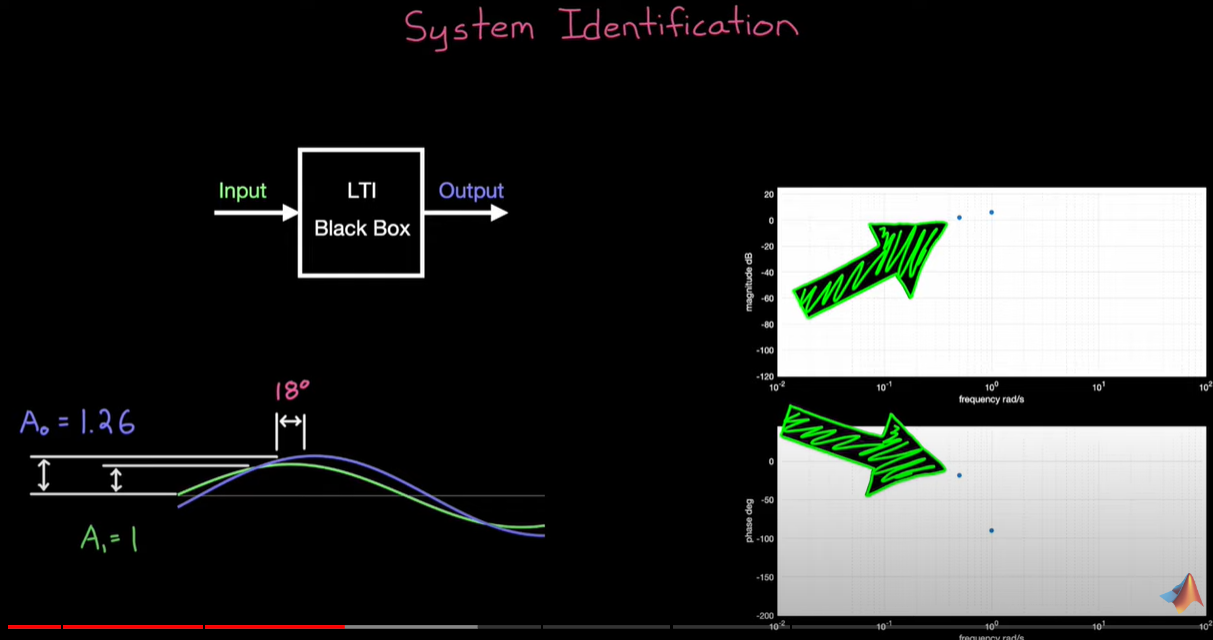 System Identification
Input
LTI
Black Box
Output
18°
A₀ = 1.26
A₁ = 1
20
0
-20
-40
-60
-80
-100
-120
magnitude dB
10⁻²
10⁻¹
10⁰
10¹
10²
frequency rad/s
0
-50
-100
-150
-200
phase deg
10⁻²
10⁻¹
10⁰
10¹
10²
frequency rad/s